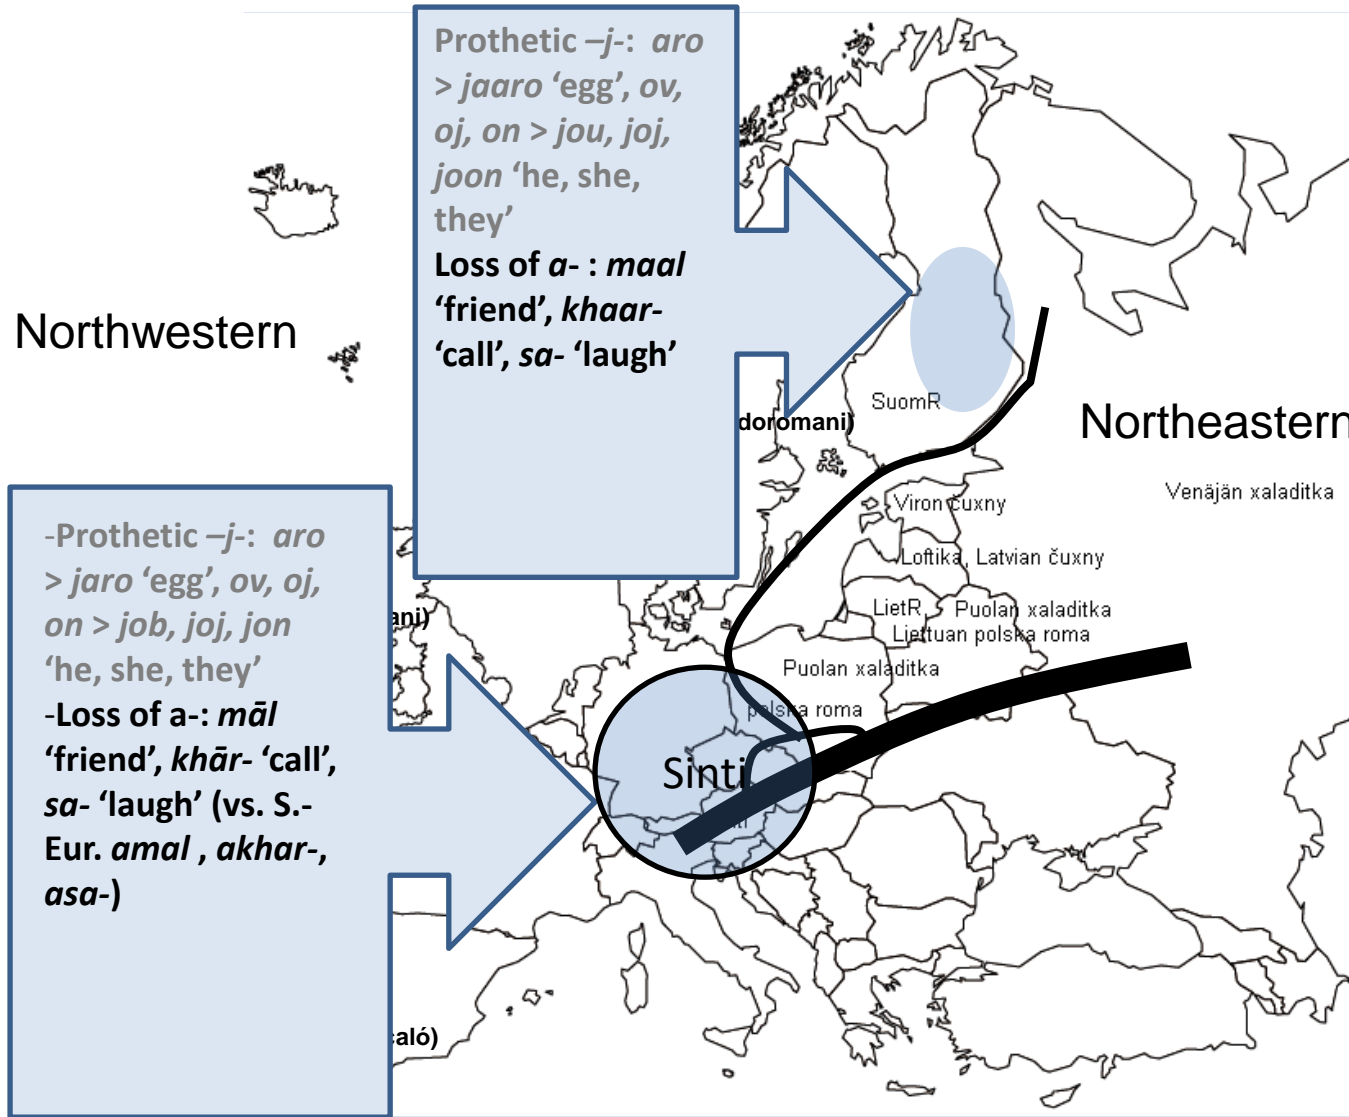 Prothetic –j-: aro
> jaaro ‘egg’, ov,
oj, on > jou, joj,
joon ‘he, she,
they’
Loss of a- : maal
‘friend’, khaar-
‘call’, sa- ‘laugh’
Northwestern
SuomR
doromani)
Northeastern
Venäjän xaladitka
Viron čuxny
Loftika, Latvian čuxny
LietR
Puolan xaladitka
Liettuan polska roma
Puolan xaladitka
polska roma
Sinti
-Prothetic –j-: aro
> jaro ‘egg’, ov, oj,
on > job, joj, jon
‘he, she, they’
-Loss of a-: māl
‘friend’, khār- ‘call’,
sa- ‘laugh’ (vs. S.-
Eur. amal , akhar-,
asa-)
ani)
aló)